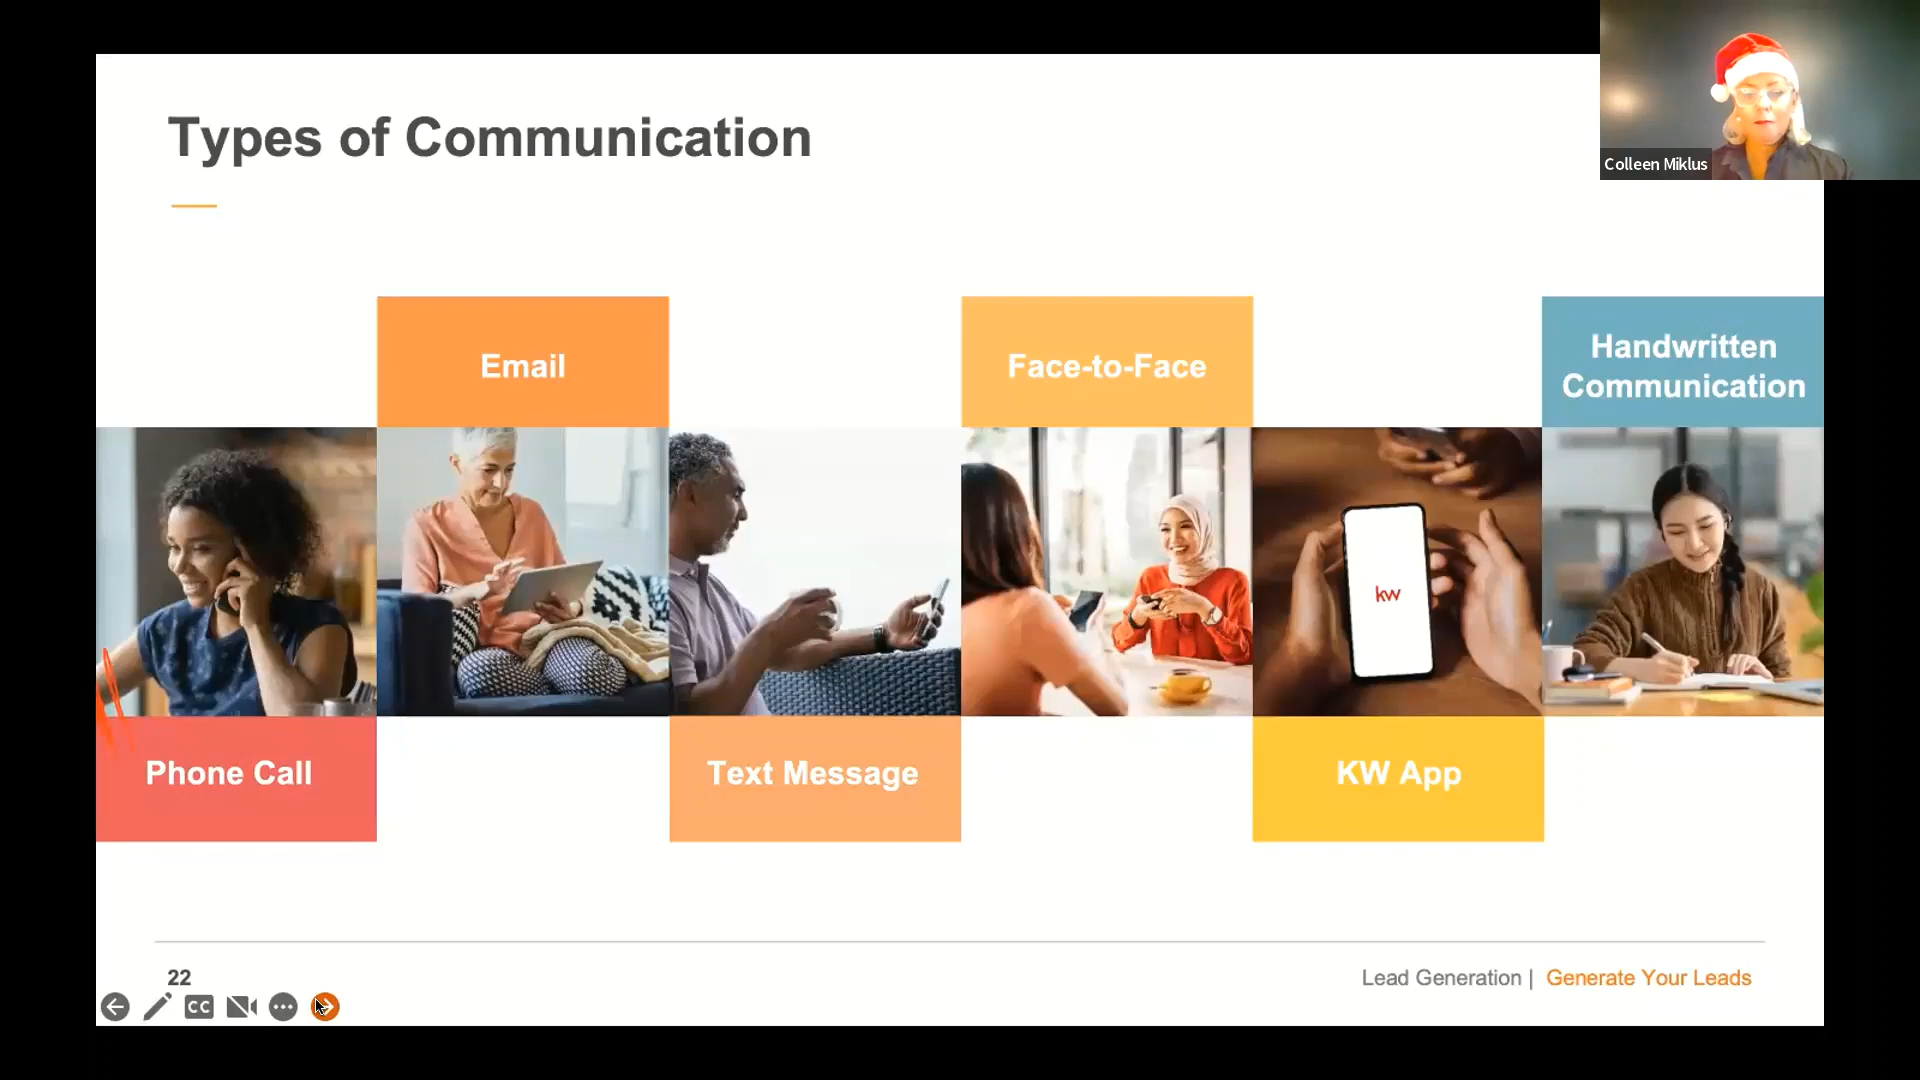 Types of Communication
Colleen Miklus
Email
Face-to-Face
Handwritten
Communication
kw
Phone Call
Text Message
KW App
22
Lead Generation | Generate Your Leads
CC